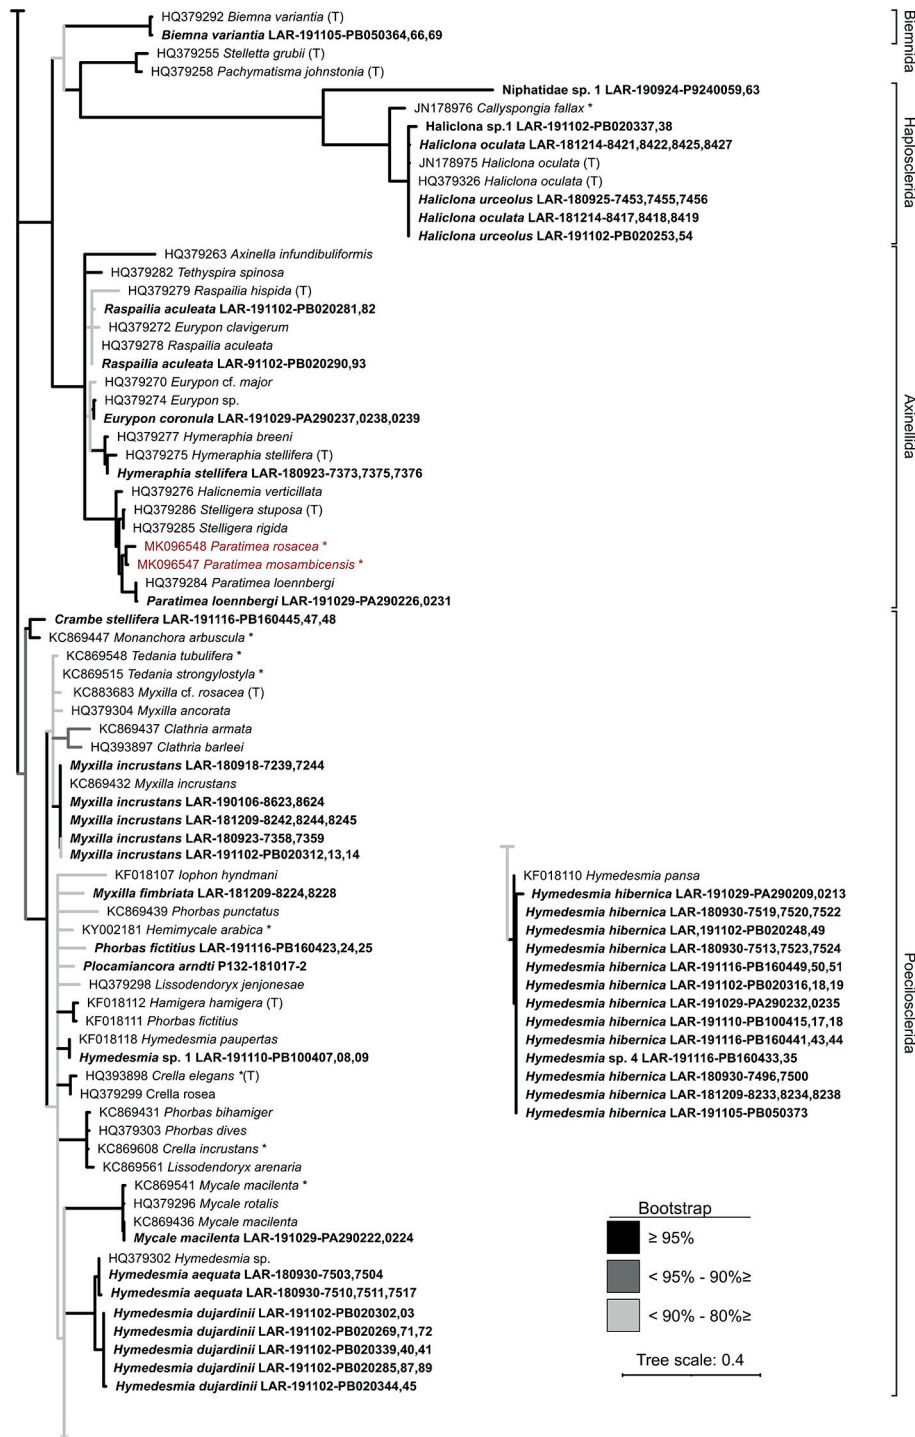 HQ379292 Biemna variantia (T)
Biemna variantia LAR-191105-PB050364,66,69
HQ379255 Stelletta grubii (T)
HQ379258 Pachymatisma johnstonia (T)
Biemnida
Niphatidae sp. 1 LAR-190924-P9240059,63
JN178976 Callyspongia fallax *
Haliclona sp.1 LAR-191102-PB020337,38
Haliclona oculata LAR-181214-8421,8422,8425,8427
JN178975 Haliclona oculata (T)
HQ379326 Haliclona oculata (T)
Haliclona urceolus LAR-180925-7453,7455,7456
Haliclona oculata LAR-181214-8417,8418,8419
Haliclona urceolus LAR-191102-PB020253,54
Haplosclerida
HQ379263 Axinella infundibuliformis
HQ379282 Tethyspira spinosa
HQ379279 Raspailia hispida (T)
Raspailia aculeata LAR-191102-PB020281,82
HQ379272 Eurypon clavigerum
HQ379278 Raspailia aculeata
Raspailia aculeata LAR-91102-PB020290,93
HQ379270 Eurypon cf. major
HQ379274 Eurypon sp.
Eurypon coronula LAR-191029-PA290237,0238,0239
HQ379277 Hymeraphia breeni
HQ379275 Hymeraphia stellifera (T)
Hymeraphia stellifera LAR-180923-7373,7375,7376
HQ379276 Halicnemia verticillata
HQ379286 Stelligera stuposa (T)
HQ379285 Stelligera rigida
MK096548 Paratimea rosacea *
MK096547 Paratimea mosambicensis *
HQ379284 Paratimea loennbergi
Paratimea loennbergi LAR-191029-PA290226,0231
Axinellida
Crambe stellifera LAR-191116-PB160445,47,48
KC869447 Monanchora arbuscula *
KC869548 Tedania tubulifera *
KC869515 Tedania strongylostyla *
KC883683 Myxilla cf. rosacea (T)
HQ379304 Myxilla ancorata
KC869437 Clathria armata
HQ393897 Clathria barleei
Myxilla incrustans LAR-180918-7239,7244
KC869432 Myxilla incrustans
Myxilla incrustans LAR-190106-8623,8624
Myxilla incrustans LAR-181209-8242,8244,8245
Myxilla incrustans LAR-180923-7358,7359
Myxilla incrustans LAR-191102-PB020312,13,14
KF018107 Iophon hyndmani
Myxilla fimbriata LAR-181209-8224,8228
KC869439 Phorbas punctatus
KY002181 Hemimycale arabica *
Phorbas fictitius LAR-191116-PB160423,24,25
Plocamiancora arndti P132-181017-2
HQ379298 Lissodendoryx jenjonesae
KF018112 Hamigera hamigera (T)
KF018111 Phorbas fictitius
KF018118 Hymedesmia paupertas
Hymedesmia sp. 1 LAR-191110-PB100407,08,09
HQ393898 Crella elegans *(T)
HQ379299 Crella rosea
KC869431 Phorbas bihamiger
HQ379303 Phorbas dives
KC869608 Crella incrustans *
KC869561 Lissodendoryx arenaria
KC869541 Mycale macilenta *
HQ379296 Mycale rotalis
KC869436 Mycale macilenta
Mycale macilenta LAR-191029-PA290222,0224
HQ379302 Hymedesmia sp.
Hymedesmia aequata LAR-180930-7503,7504
Hymedesmia aequata LAR-180930-7510,7511,7517
Hymedesmia dujardinii LAR-191102-PB020302,03
Hymedesmia dujardinii LAR-191102-PB020269,71,72
Hymedesmia dujardinii LAR-191102-PB020339,40,41
Hymedesmia dujardinii LAR-191102-PB020285,87,89
Hymedesmia dujardinii LAR-191102-PB020344,45
KF018110 Hymedesmia pansa
Hymedesmia hibernica LAR-191029-PA290209,0213
Hymedesmia hibernica LAR-180930-7519,7520,7522
Hymedesmia hibernica LAR,191102-PB020248,49
Hymedesmia hibernica LAR-180930-7513,7523,7524
Hymedesmia hibernica LAR-191116-PB160449,50,51
Hymedesmia hibernica LAR-191102-PB020316,18,19
Hymedesmia hibernica LAR-191029-PA290232,0235
Hymedesmia hibernica LAR-191110-PB100415,17,18
Hymedesmia hibernica LAR-191116-PB160441,43,44
Hymedesmia sp. 4 LAR-191116-PB160433,35
Hymedesmia hibernica LAR-180930-7496,7500
Hymedesmia hibernica LAR-181209-8233,8234,8238
Hymedesmia hibernica LAR-191105-PB050373
Poecilosclerida
Bootstrap
≥ 95%
< 95% - 90%≥
< 90% - 80%≥
Tree scale: 0.4